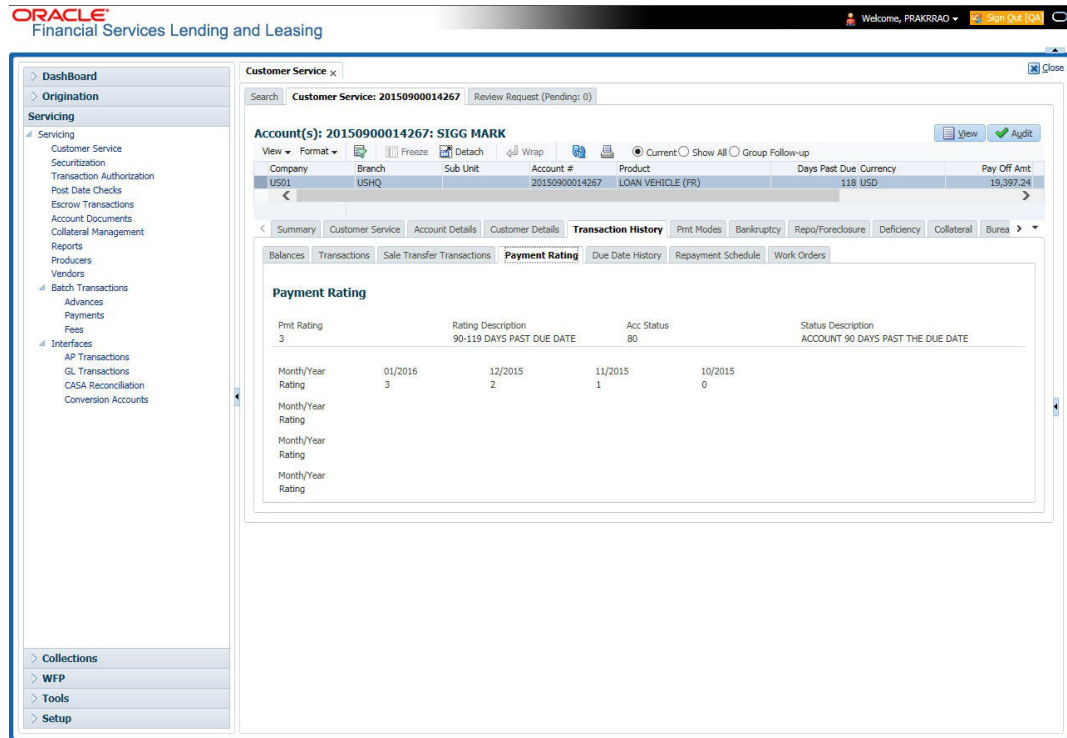 ORACLE
Financial Services Lending and Leasing
Welcome, PRAKRRAO
Sign Out [QA]
Close
DashBoard
Origination
Servicing
Servicing
Customer Service
Securitization
Transaction Authorization
Post Date Checks
Escrow Transactions
Account Documents
Collateral Management
Reports
Producers
Vendors
Batch Transactions
Advances
Payments
Fees
Interfaces
AP Transactions
GL Transactions
CASA Reconciliation
Conversion Accounts
Collections
WFP
Tools
Setup
Customer Service x
Search Customer Service: 20150900014267 Review Request (Pending: 0)
Account(s): 20150900014267: SIGG MARK
View Audit
View Format Freeze Detach Wrap Current Show All Group Follow-up
Company Branch Sub Unit Account # Product Days Past Due Currency Pay Off Amt
US01 USHQ 20150900014267 LOAN VEHICLE (FR) 118 USD 19,397.24
Summary Customer Service Account Details Customer Details Transaction History Pmt Modes Bankruptcy Repo/Foreclosure Deficiency Collateral Burea
Balances Transactions Sale Transfer Transactions Payment Rating Due Date History Repayment Schedule Work Orders
Payment Rating
Pmt Rating Rating Description Acc Status Status Description
3 90-119 DAYS PAST DUE DATE 80 ACCOUNT 90 DAYS PAST THE DUE DATE
Month/Year 01/2016 12/2015 11/2015 10/2015
Rating 3 2 1 0
Month/Year
Rating
Month/Year
Rating
Month/Year
Rating